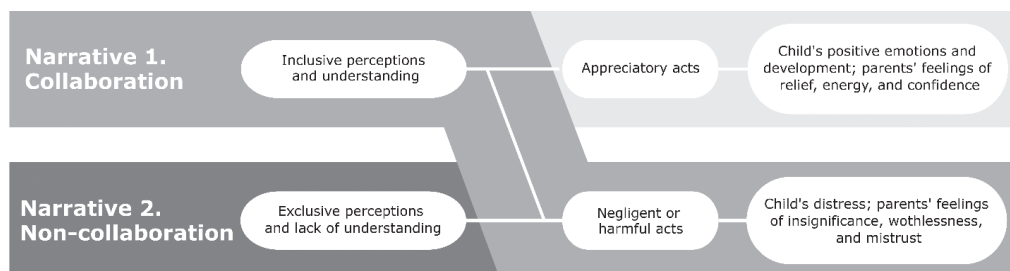 Narrative 1.
Collaboration
Inclusive perceptions
and understanding
Appreciatory acts
Child's positive emotions and
development; parents' feelings of
relief, energy, and confidence
Narrative 2.
Non-collaboration
Exclusive perceptions
and lack of understanding
Negligent or
harmful acts
Child's distress; parents' feelings
of insignificance, wothlessness,
and mistrust